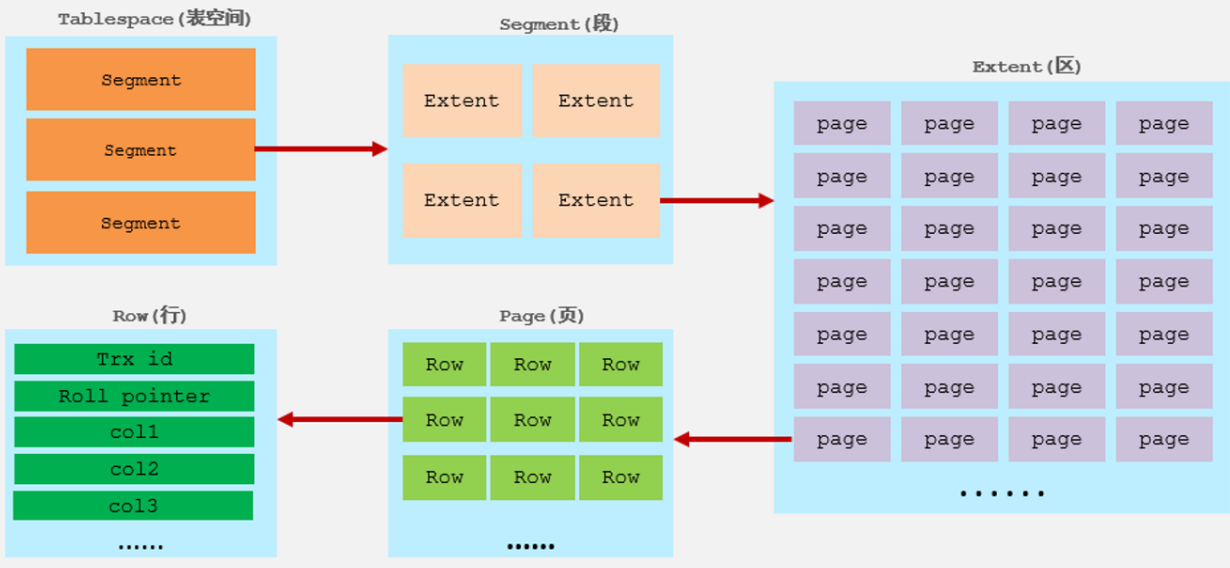 Tablespace(表空间)
Segment
Segment
Segment
Segment(段)
Extent Extent
Extent Extent
Extent(区)
page page page page
page page page page
page page page page
page page page page
page page page page
page page page page
page page page page
......
Row(行)
Trx id
Roll pointer
col1
col2
col3
......
Page(页)
Row Row Row
Row Row Row
Row Row Row
......